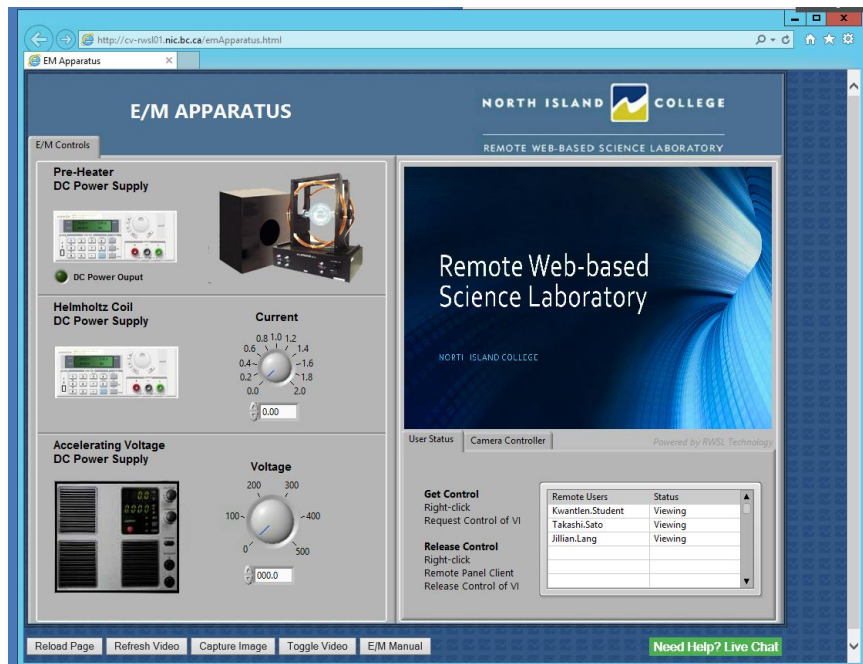 http://cv-rwsl01.nic.bc.ca/emApparatus.html
EM Apparatus
E/M APPARATUS
NORTH ISLAND COLLEGE
REMOTE WEB-BASED SCIENCE LABORATORY
E/M Controls
Pre-Heater
DC Power Supply
DC Power Ouput
Helmholtz Coil
DC Power Supply
Current
0.0 0.2 0.4 0.6 0.8 1.0 1.2 1.4 1.6 1.8 2.0
0.00
Accelerating Voltage
DC Power Supply
Voltage
0 100 200 300 400 500
000.0
Remote Web-based
Science Laboratory
NORTH ISLAND COLLEGE
User Status
Camera Controller
Powered by RWSL Technology
Get Control
Right-click
Request Control of VI
Release Control
Right-click
Remote Panel Client
Release Control of VI
Remote Users Status
Kwantlen.Student Viewing
Takashi.Sato Viewing
Jillian.Lang Viewing
Reload Page
Refresh Video
Capture Image
Toggle Video
E/M Manual
Need Help? Live Chat